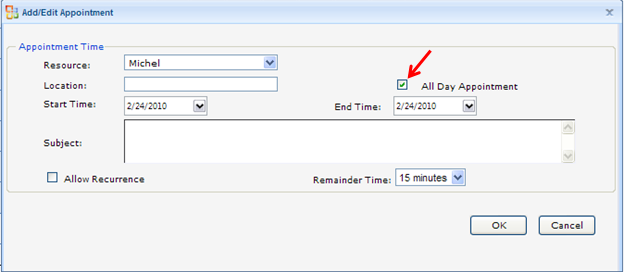 Add/Edit Appointment
Appointment Time
Resource: Michel
Location: All Day Appointment
Start Time: 2/24/2010 End Time: 2/24/2010
Subject:
Allow Recurrence Remainder Time: 15 minutes
OK Cancel